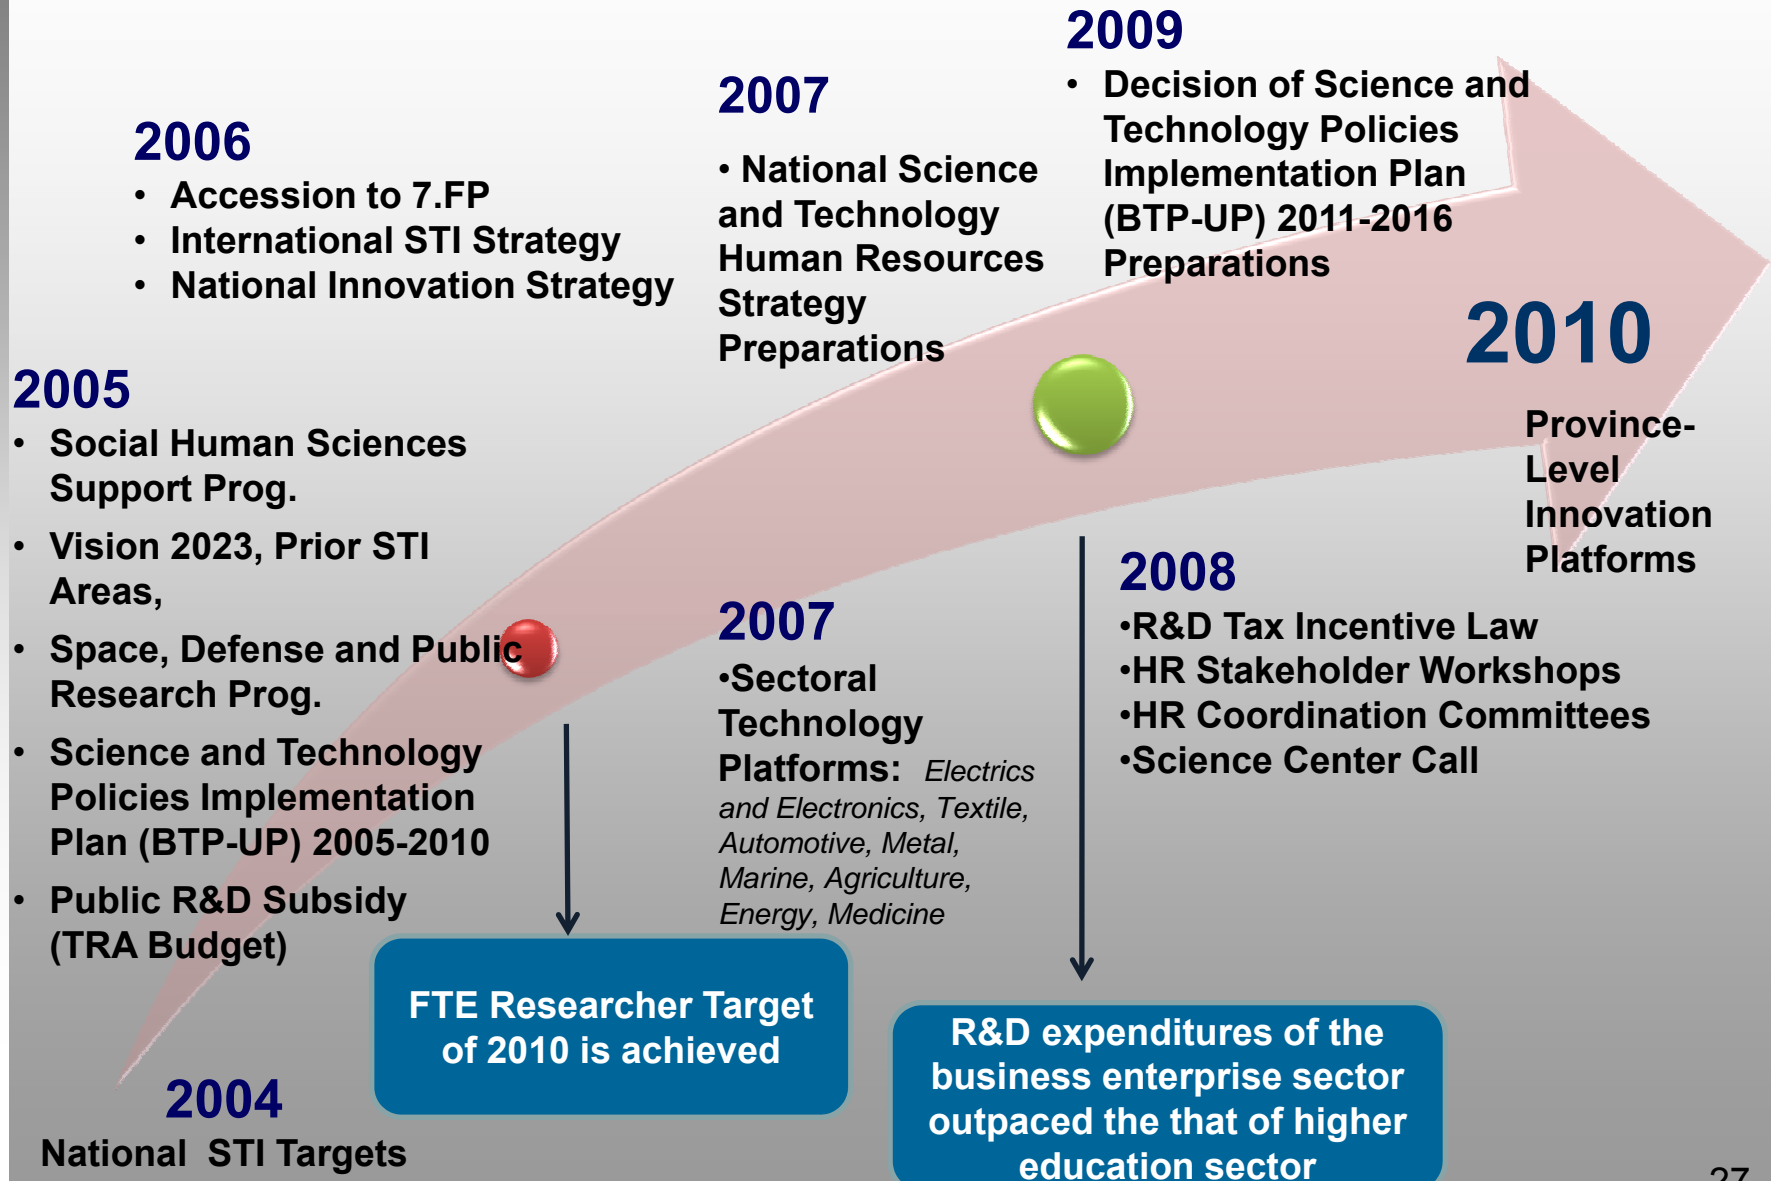 2009
• Decision of Science and
Technology Policies
Implementation Plan
(BTP-UP) 2011-2016
Preparations
2007
• National Science
and Technology
Human Resources
Strategy
Preparations
2006
• Accession to 7.FP
• International STI Strategy
• National Innovation Strategy
2010
Province-
Level
Innovation
Platforms
2005
• Social Human Sciences
Support Prog.
• Vision 2023, Prior STI
Areas,
• Space, Defense and Public
Research Prog.
• Science and Technology
Policies Implementation
Plan (BTP-UP) 2005-2010
• Public R&D Subsidy
(TRA Budget)
2007
•Sectoral
Technology
Platforms: Electrics
and Electronics, Textile,
Automotive, Metal,
Marine, Agriculture,
Energy, Medicine
2008
•R&D Tax Incentive Law
•HR Stakeholder Workshops
•HR Coordination Committees
•Science Center Call
FTE Researcher Target
of 2010 is achieved
R&D expenditures of the
business enterprise sector
outpaced the that of higher
education sector
2004
National STI Targets
27